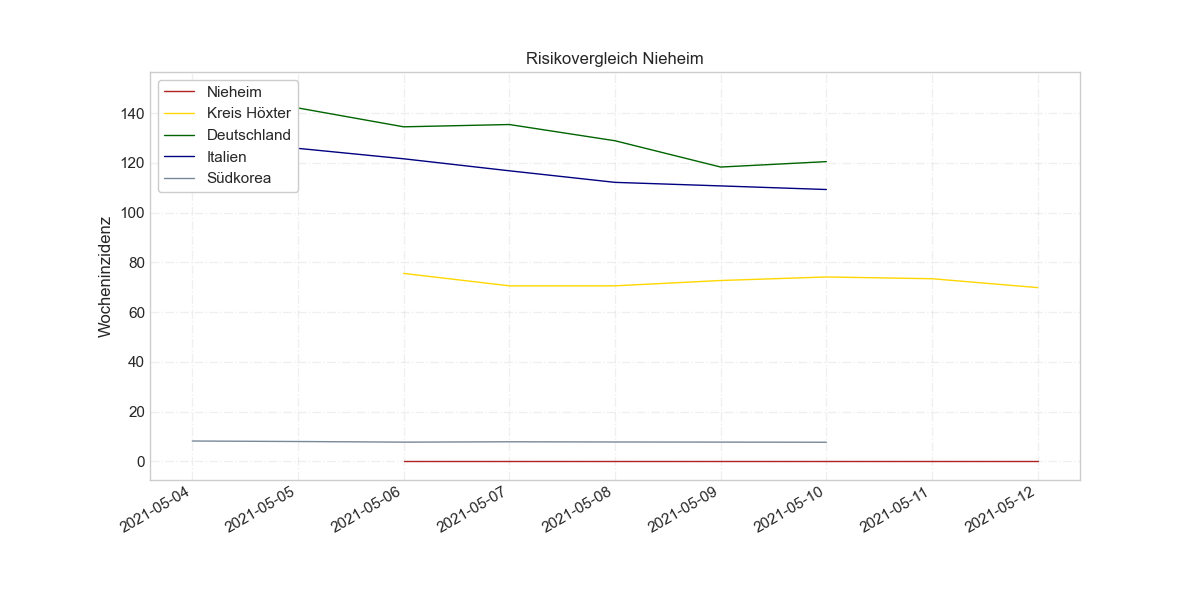 Risikovergleich Nieheim
Nieheim
Kreis Höxter
Deutschland
Italien
Südkorea
Wocheninzidenz
140
120
100
80
60
40
20
0
2021-05-04
2021-05-05
2021-05-06
2021-05-07
2021-05-08
2021-05-09
2021-05-10
2021-05-11
2021-05-12